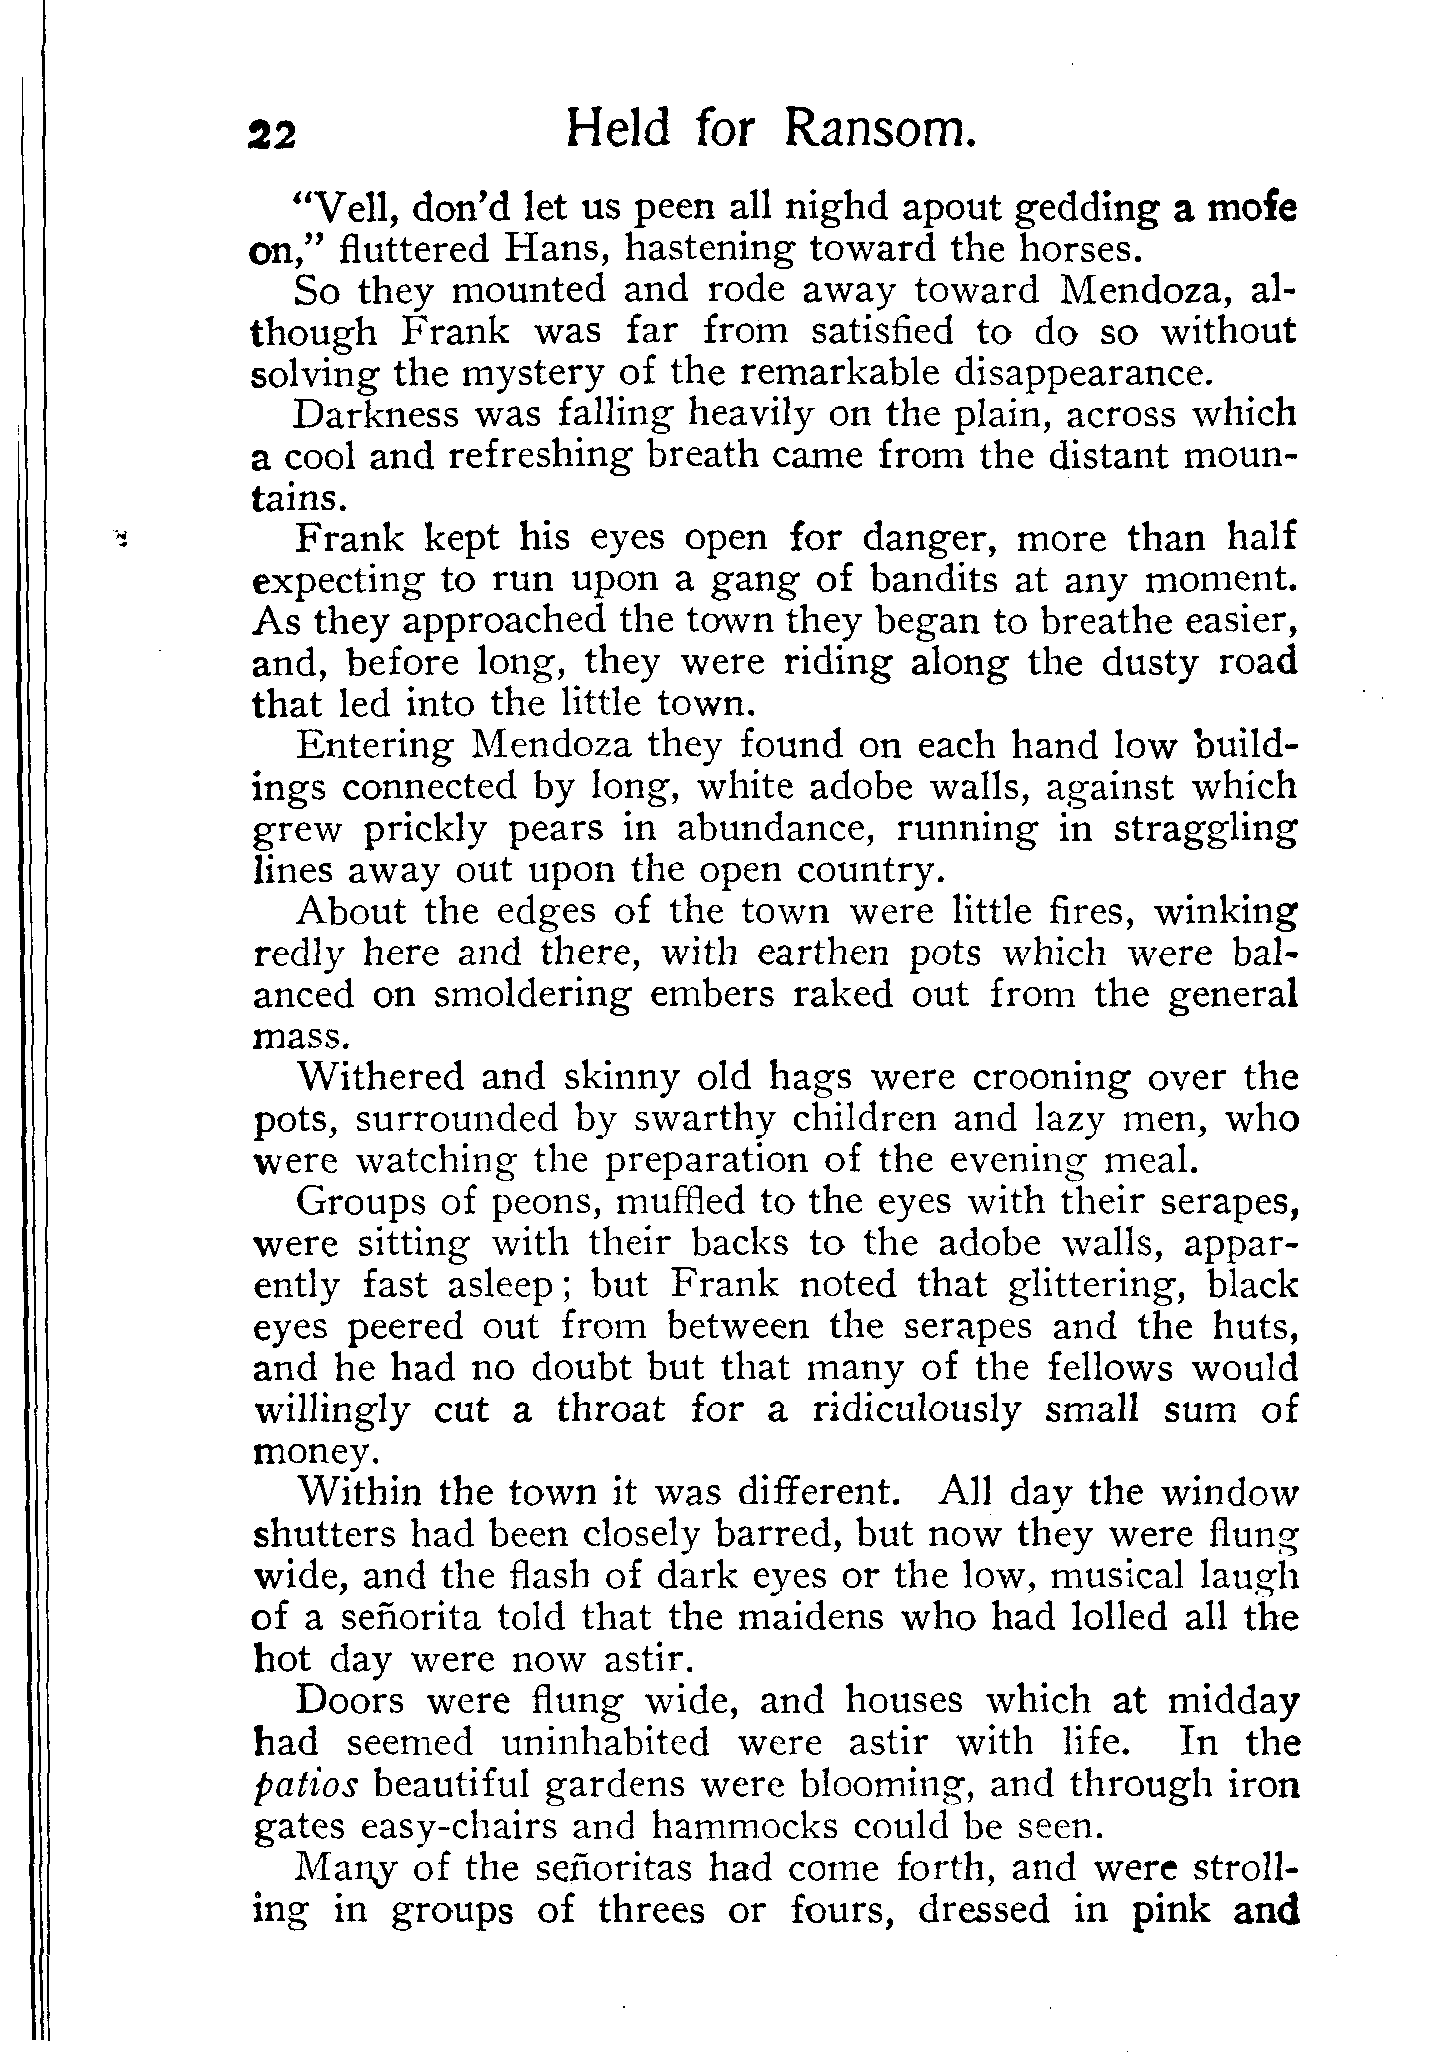 22 Held for Ransom.
"Vell, don'd let us peen all nighd apout gedding a mofe
on," fluttered Hans, hastening toward the horses.
So they mounted and rode away toward Mendoza, al-
though Frank was far from satisfied to do so without
solving the mystery of the remarkable disappearance.
Darkness was falling heavily on the plain, across which
a cool and refreshing breath came from the distant moun-
tains.
Frank kept his eyes open for danger, more than half
expecting to run upon a gang of bandits at any moment.
As they approached the town they began to breathe easier,
and, before long, they were riding along the dusty road
that led into the little town.
Entering Mendoza they found on each hand low build-
ings connected by long, white adobe walls, against which
grew prickly pears in abundance, running in straggling
lines away out upon the open country.
About the edges of the town were little fires, winking
redly here and there, with earthen pots which were bal-
anced on smoldering embers raked out from the general
mass.
Withered and skinny old hags were crooning over the
pots, surrounded by swarthy children and lazy men, who
were watching the preparation of the evening meal.
Groups of peons, muffled to the eyes with their serapes,
were sitting with their backs to the adobe walls, appar-
ently fast asleep; but Frank noted that glittering, black
eyes peered out from between the serapes and the huts,
and he had no doubt but that many of the fellows would
willingly cut a throat for a ridiculously small sum of
money.
Within the town it was different. All day the window
shutters had been closely barred, but now they were flung
wide, and the flash of dark eyes or the low, musical laugh
of a señorita told that the maidens who had lolled all the
hot day were now astir.
Doors were flung wide, and houses which at midday
had seemed uninhabited were astir with life. In the
patios beautiful gardens were blooming, and through iron
gates easy-chairs and hammocks could be seen.
Many of the señoritas had come forth, and were stroll-
ing in groups of threes or fours, dressed in pink and